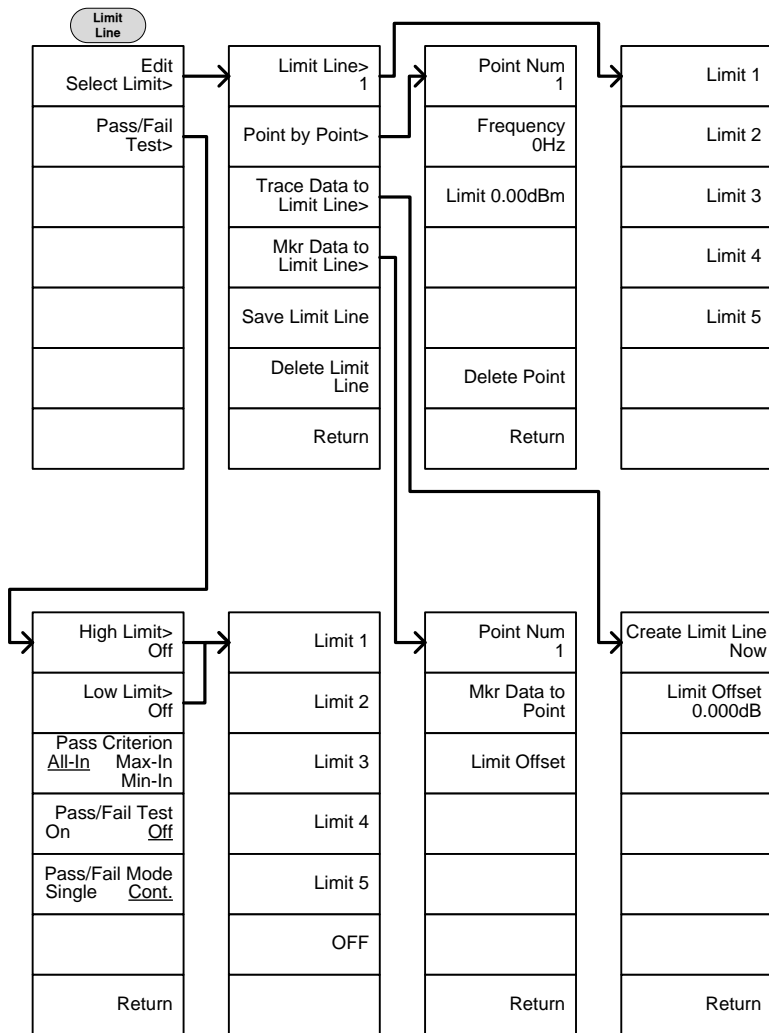 Limit
Line
Edit
Select Limit>
Pass/Fail
Test>
Limit Line>
1
Point by Point>
Trace Data to
Limit Line>
Mkr Data to
Limit Line>
Save Limit Line
Delete Limit
Line
Return
Point Num
1
Frequency
0Hz
Limit 0.00dBm
Delete Point
Return
Limit 1
Limit 2
Limit 3
Limit 4
Limit 5
High Limit>
Off
Low Limit>
Off
Pass Criterion
All-In Max-In
Min-In
Pass/Fail Test
On Off
Pass/Fail Mode
Single Cont.
Return
Limit 1
Limit 2
Limit 3
Limit 4
Limit 5
OFF
Point Num
1
Mkr Data to
Point
Limit Offset
Return
Create Limit Line
Now
Limit Offset
0.000dB
Return